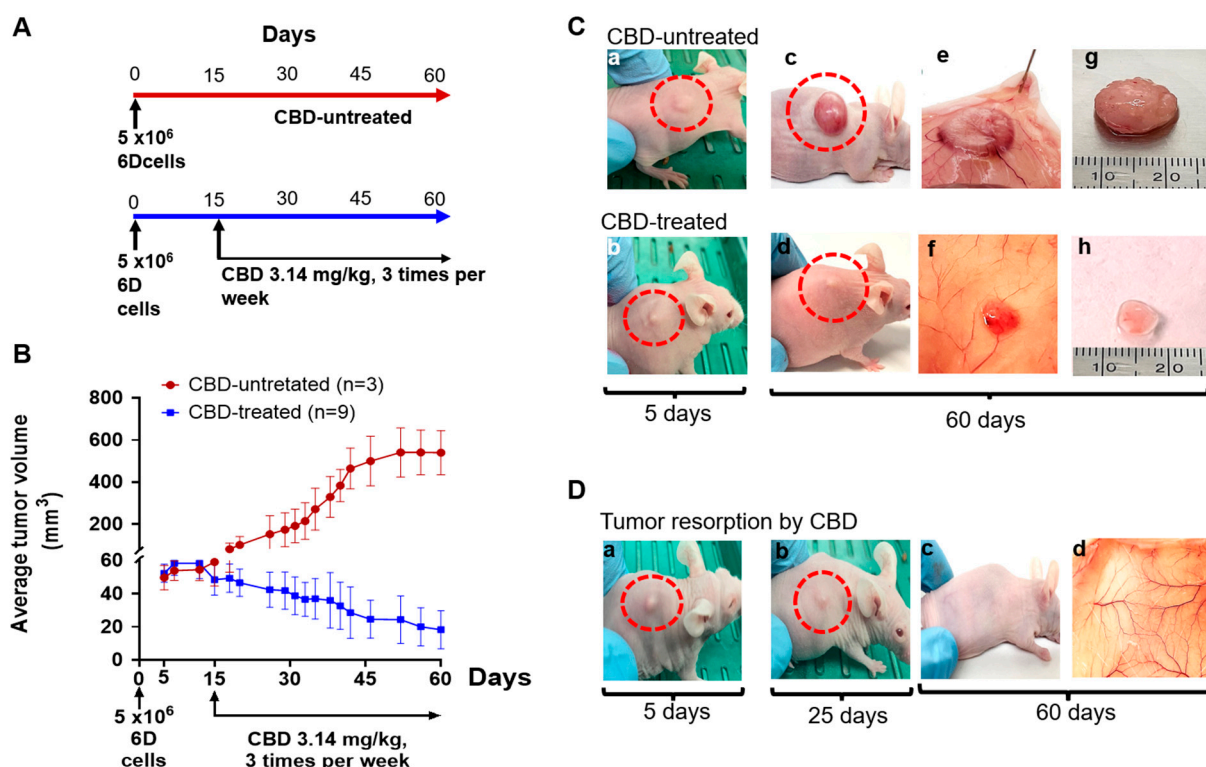 A
Days
0 15 30 45 60
CBD-untreated
5 x10⁶
6Dcells
0 15 30 45 60
5 x10⁶
6D
cells
CBD 3.14 mg/kg, 3 times per
week
B
CBD-untretated (n=3)
CBD-treated (n=9)
Average tumor volume
(mm³)
800
600
400
200
60
40
20
0
0 5 15 30 45 60 Days
5 x10⁶
6D
cells
CBD 3.14 mg/kg,
3 times per week
C
CBD-untreated
a c e g
10 20
CBD-treated
b d f h
10 20
5 days
60 days
D
Tumor resorption by CBD
a b c d
5 days
25 days
60 days